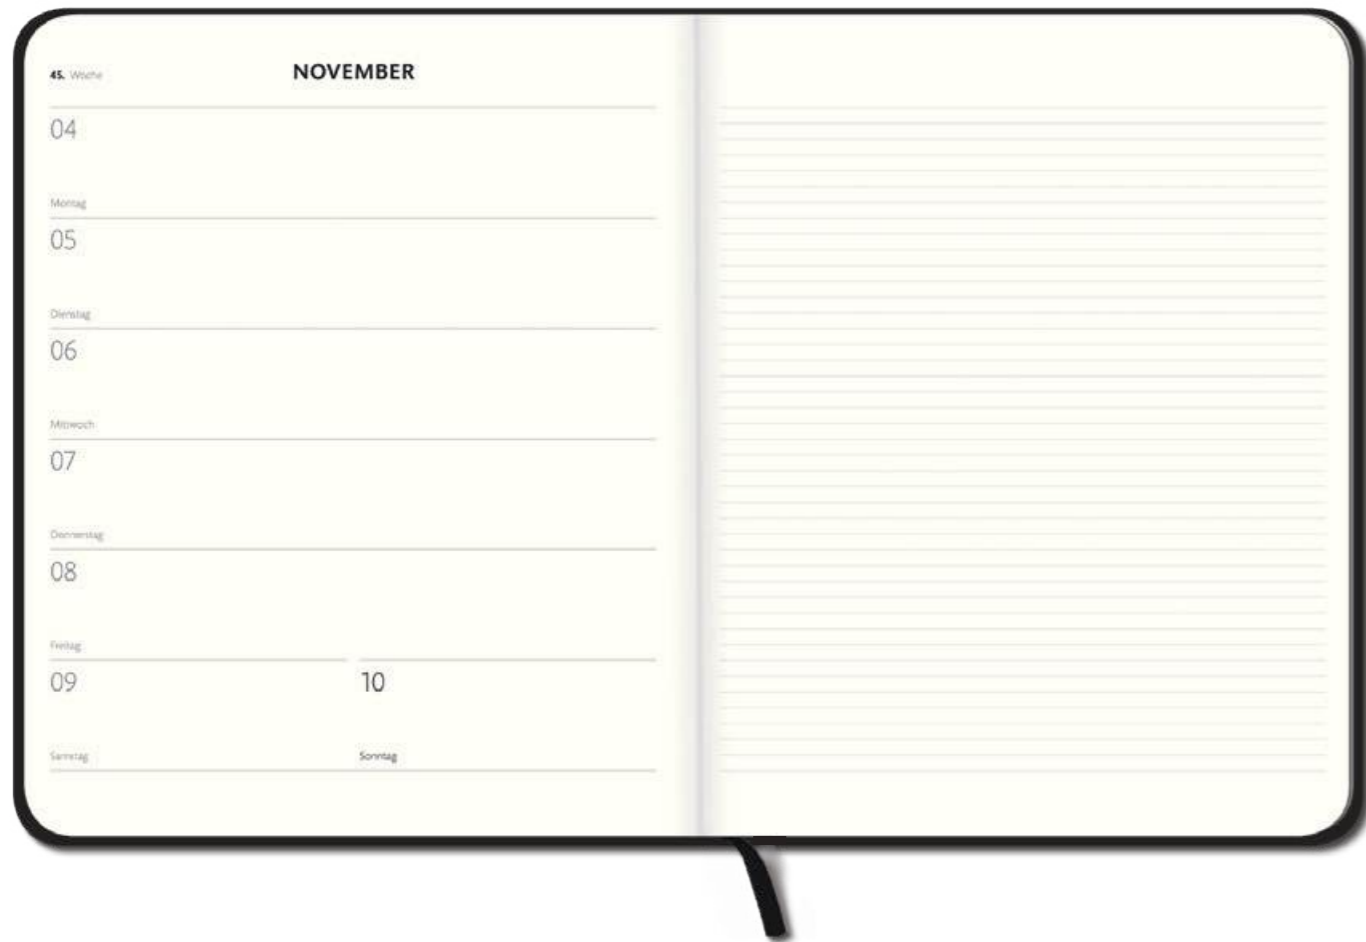 45. Woche
NOVEMBER
04
Montag
05
Dienstag
06
Mittwoch
07
Donnerstag
08
Freitag
09
10
Samstag
Sonntag